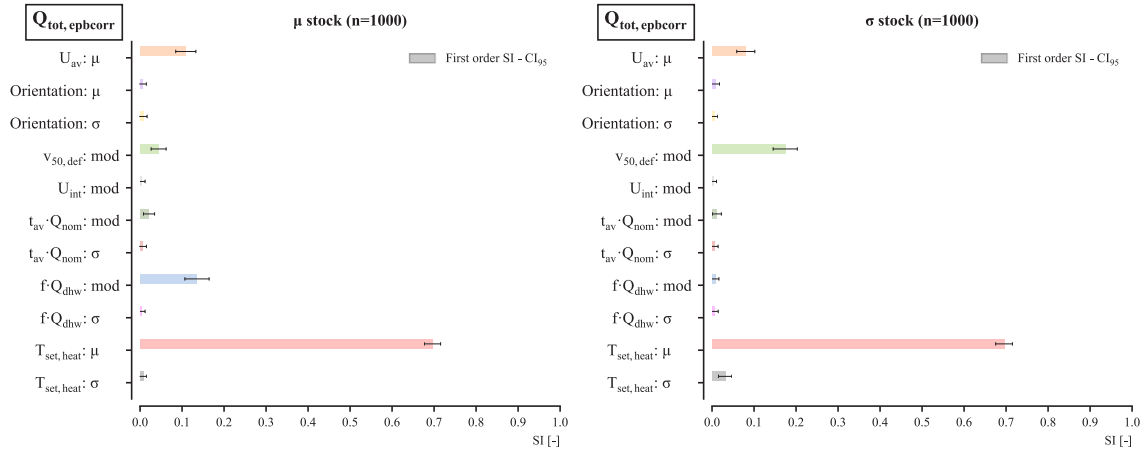 Q_tot, epbcorr
μ stock (n=1000)
First order SI - CI_95
U_av: μ
Orientation: μ
Orientation: σ
v_50, def: mod
U_int: mod
t_av·Q_nom: mod
t_av·Q_nom: σ
f·Q_dhw: mod
f·Q_dhw: σ
T_set, heat: μ
T_set, heat: σ
0.0 0.1 0.2 0.3 0.4 0.5 0.6 0.7 0.8 0.9 1.0
SI [-]
Q_tot, epbcorr
σ stock (n=1000)
First order SI - CI_95
U_av: μ
Orientation: μ
Orientation: σ
v_50, def: mod
U_int: mod
t_av·Q_nom: mod
t_av·Q_nom: σ
f·Q_dhw: mod
f·Q_dhw: σ
T_set, heat: μ
T_set, heat: σ
0.0 0.1 0.2 0.3 0.4 0.5 0.6 0.7 0.8 0.9 1.0
SI [-]